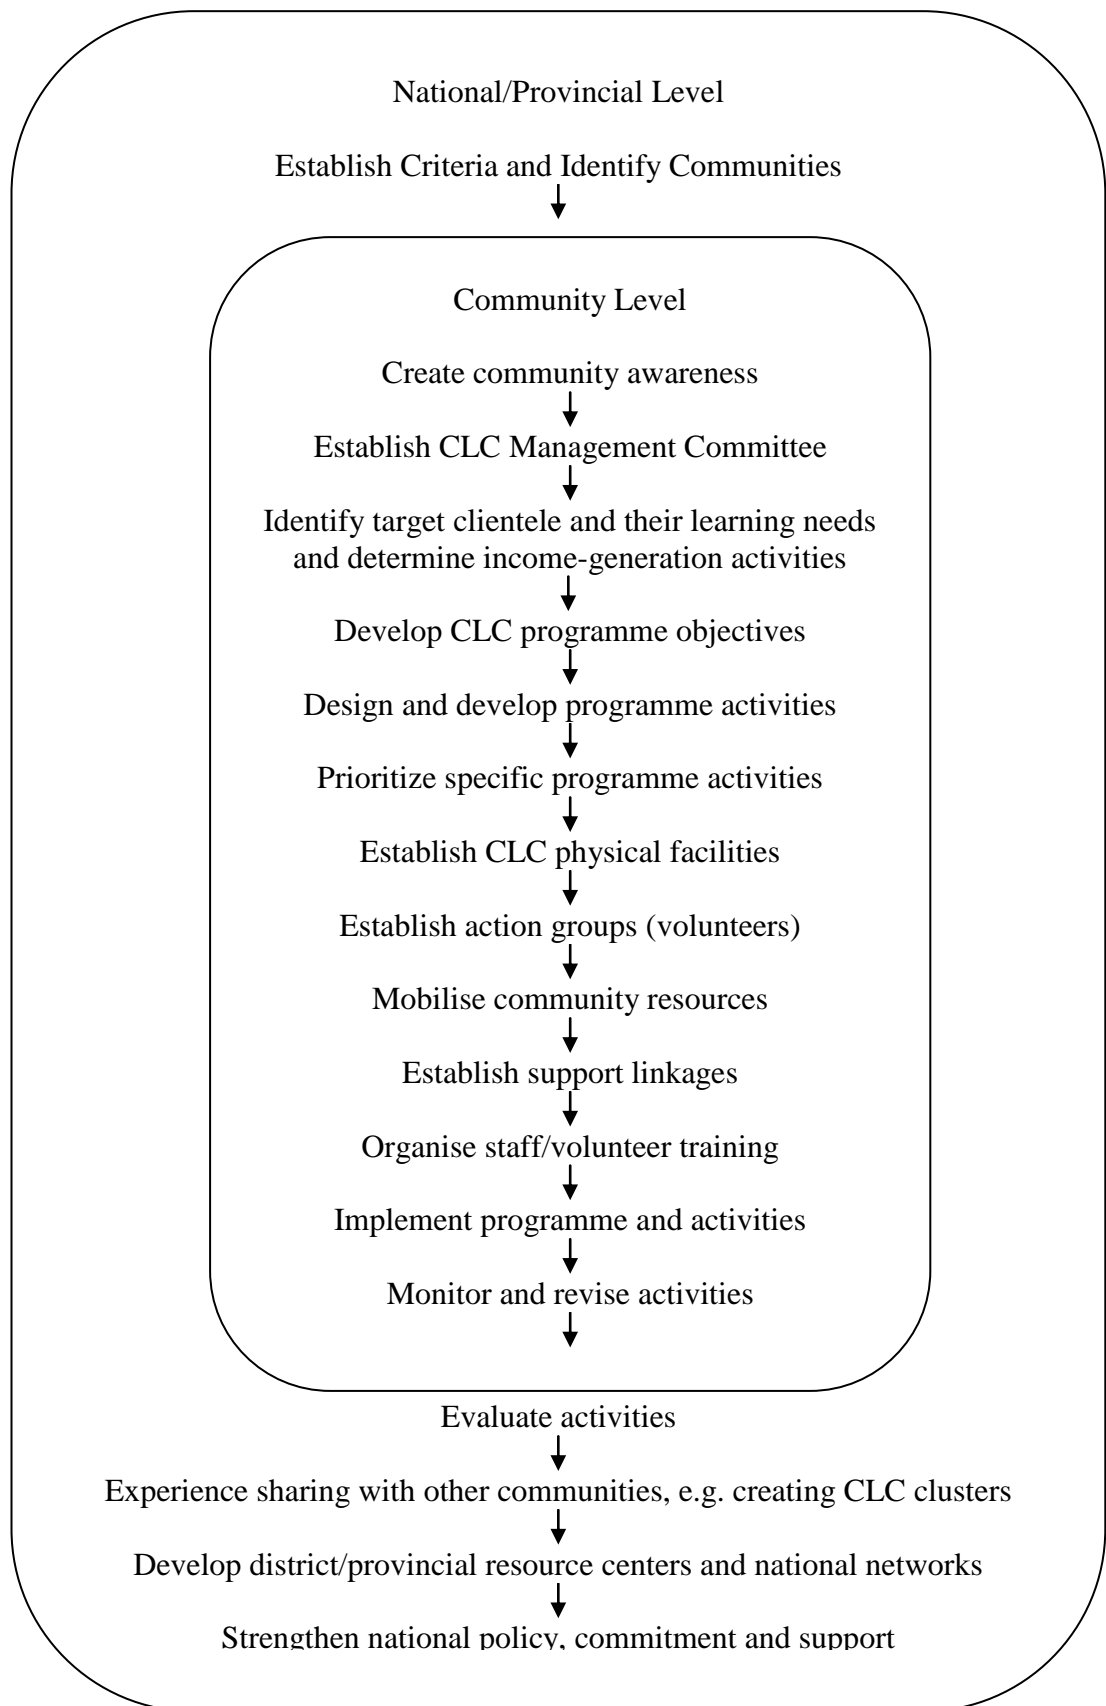 National/Provincial Level
Establish Criteria and Identify Communities
Community Level
Create community awareness
Establish CLC Management Committee
Identify target clientele and their learning needs
and determine income-generation activities
Develop CLC programme objectives
Design and develop programme activities
Prioritize specific programme activities
Establish CLC physical facilities
Establish action groups (volunteers)
Mobilise community resources
Establish support linkages
Organise staff/volunteer training
Implement programme and activities
Monitor and revise activities
Evaluate activities
Experience sharing with other communities, e.g. creating CLC clusters
Develop district/provincial resource centers and national networks
Strengthen national policy, commitment and support